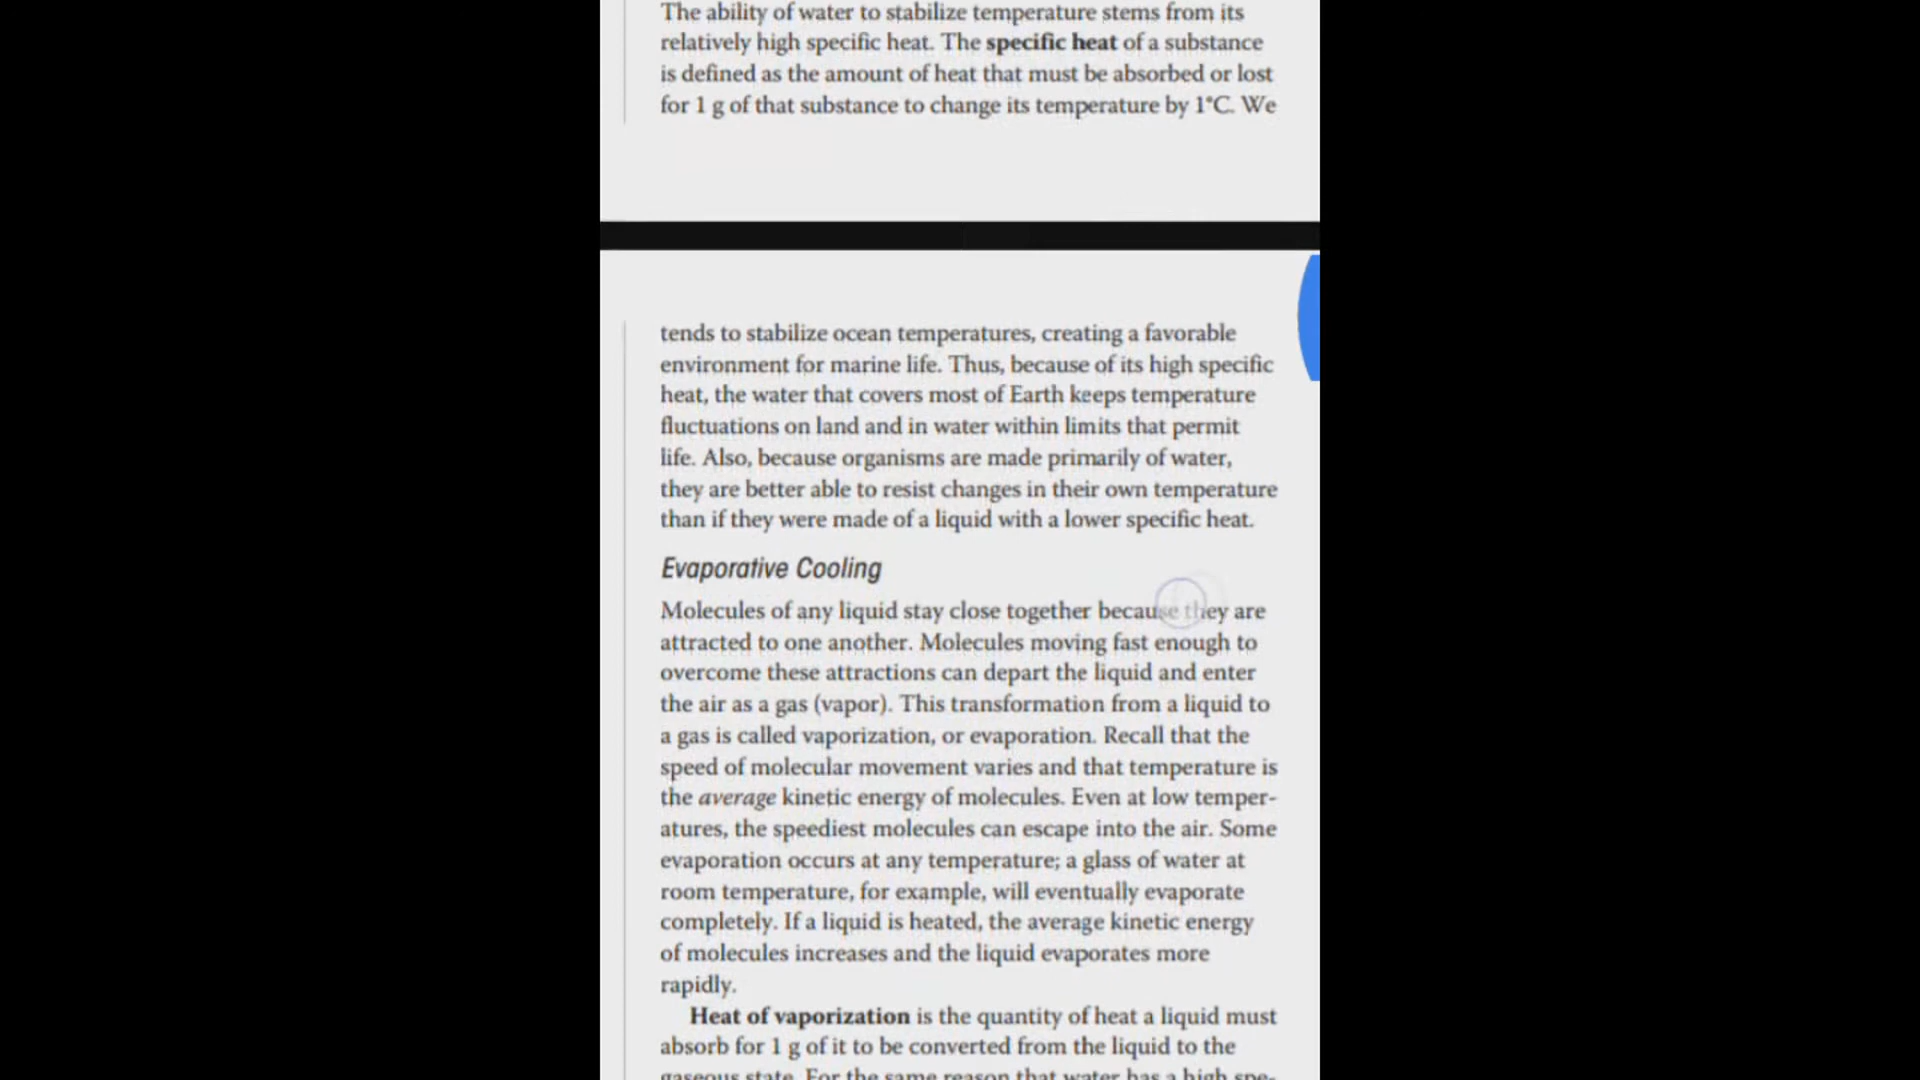 The ability of water to stabilize temperature stems from its
relatively high specific heat. The specific heat of a substance
is defined as the amount of heat that must be absorbed or lost
for 1 g of that substance to change its temperature by 1°C. We
tends to stabilize ocean temperatures, creating a favorable
environment for marine life. Thus, because of its high specific
heat, the water that covers most of Earth keeps temperature
fluctuations on land and in water within limits that permit
life. Also, because organisms are made primarily of water,
they are better able to resist changes in their own temperature
than if they were made of a liquid with a lower specific heat.
Evaporative Cooling
Molecules of any liquid stay close together because they are
attracted to one another. Molecules moving fast enough to
overcome these attractions can depart the liquid and enter
the air as a gas (vapor). This transformation from a liquid to
a gas is called vaporization, or evaporation. Recall that the
speed of molecular movement varies and that temperature is
the average kinetic energy of molecules. Even at low temper-
atures, the speediest molecules can escape into the air. Some
evaporation occurs at any temperature; a glass of water at
room temperature, for example, will eventually evaporate
completely. If a liquid is heated, the average kinetic energy
of molecules increases and the liquid evaporates more
rapidly.
Heat of vaporization is the quantity of heat a liquid must
absorb for 1 g of it to be converted from the liquid to the
gaseous state. For the same reason that water has a high spe-